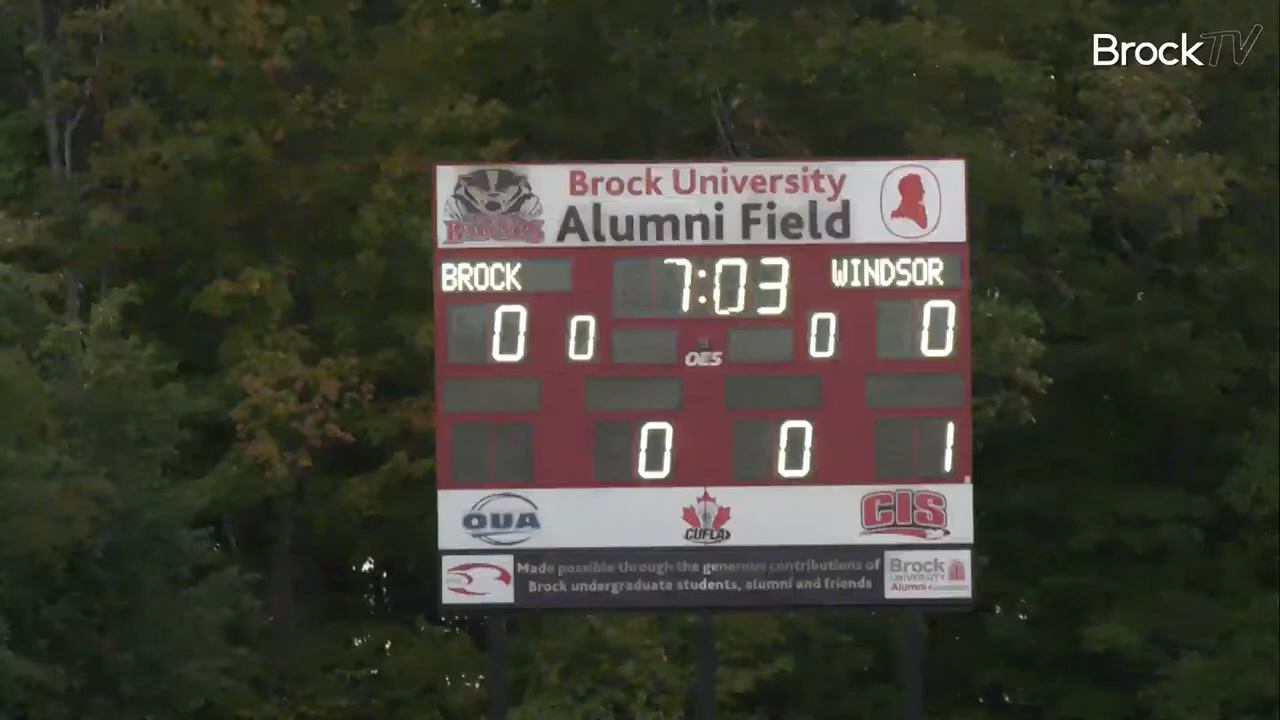 BrockTV
Brock University
Alumni Field
BADGERS
BROCK
7:03
WINDSOR
0
0
0
0
OES
0
0
1
OUA
CUFLA
CIS
Made possible through the generous contributions of
Brock undergraduate students, alumni and friends
Brock
UNIVERSITY
Alumni